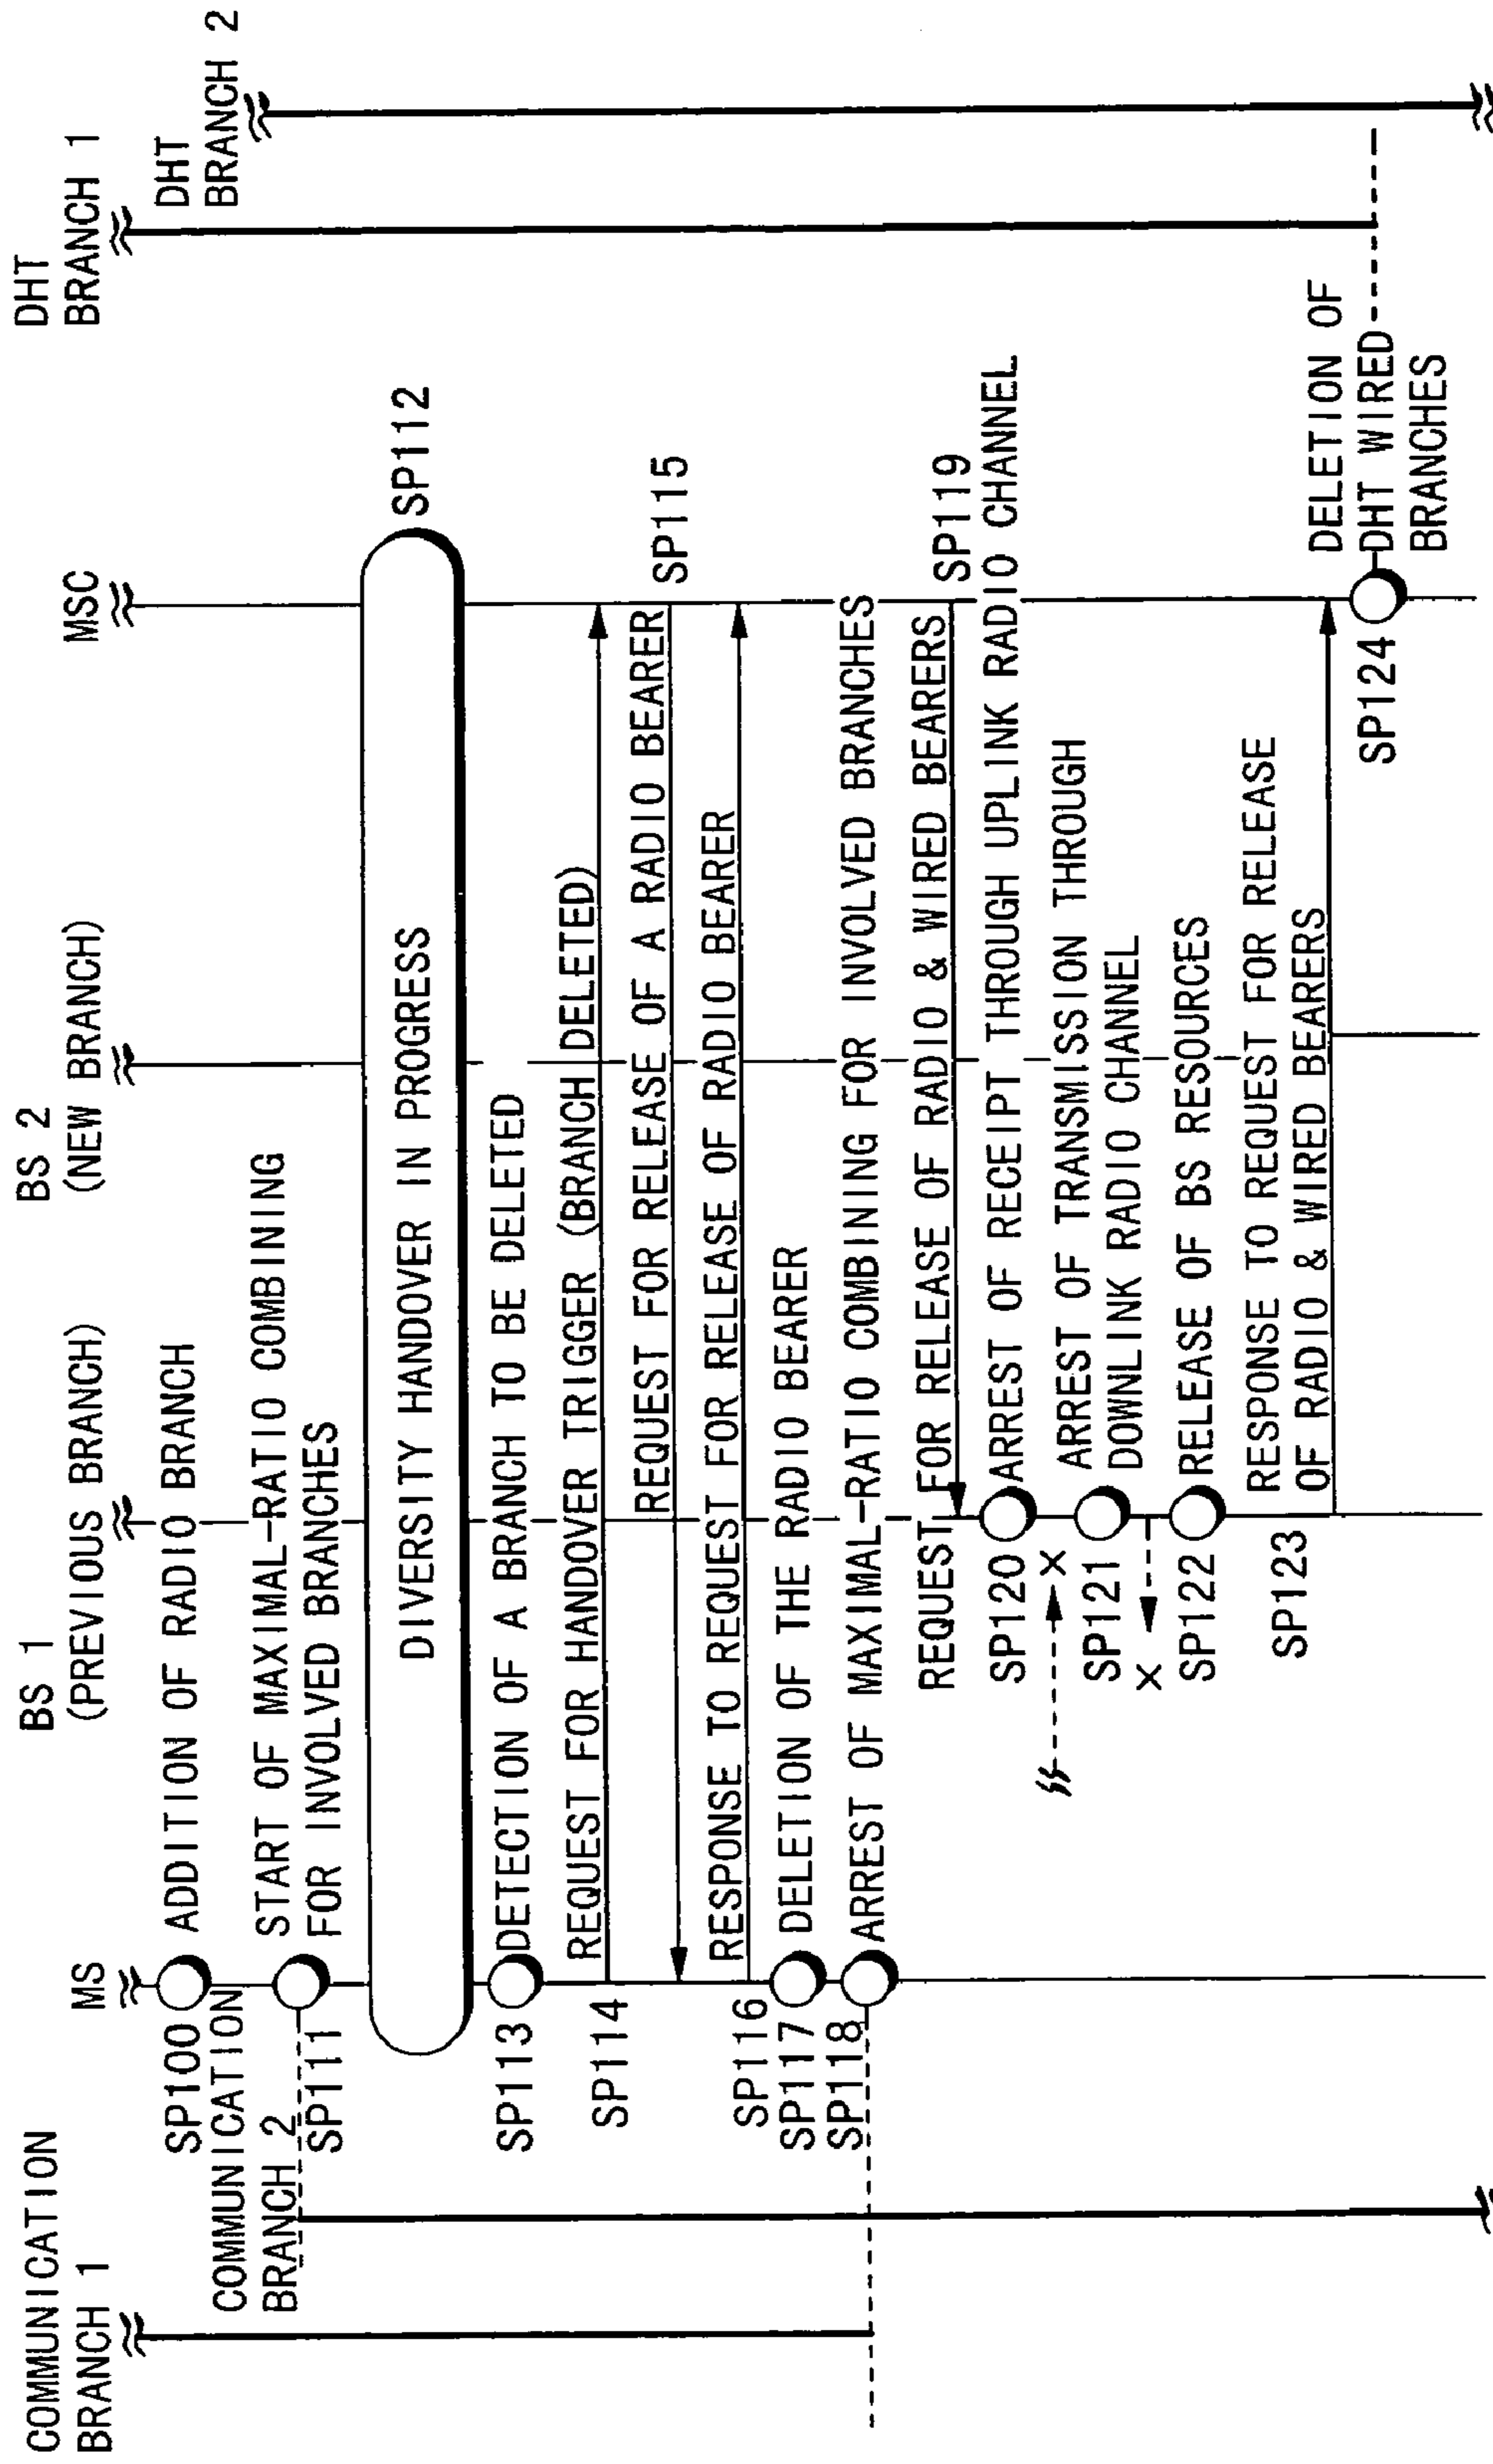 COMMUNICATION
BRANCH 1
COMMUNICATION
BRANCH 2
MS
BS 1
(PREVIOUS BRANCH)
BS 2
(NEW BRANCH)
MSC
DHT
BRANCH 1
DHT
BRANCH 2
SP100
ADDITION OF RADIO BRANCH
SP111
START OF MAXIMAL-RATIO COMBINING
FOR INVOLVED BRANCHES
DIVERSITY HANDOVER IN PROGRESS
SP112
SP113
DETECTION OF A BRANCH TO BE DELETED
SP114
REQUEST FOR HANDOVER TRIGGER (BRANCH DELETED)
REQUEST FOR RELEASE OF A RADIO BEARER
SP115
SP116
RESPONSE TO REQUEST FOR RELEASE OF RADIO BEARER
SP117
DELETION OF THE RADIO BEARER
SP118
ARREST OF MAXIMAL-RATIO COMBINING FOR INVOLVED BRANCHES
REQUEST FOR RELEASE OF RADIO & WIRED BEARERS
SP119
SP120
ARREST OF RECEIPT THROUGH UPLINK RADIO CHANNEL
X
SP121
ARREST OF TRANSMISSION THROUGH
DOWNLINK RADIO CHANNEL
X
SP122
RELEASE OF BS RESOURCES
SP123
RESPONSE TO REQUEST FOR RELEASE
OF RADIO & WIRED BEARERS
SP124
DELETION OF
DHT WIRED
BRANCHES